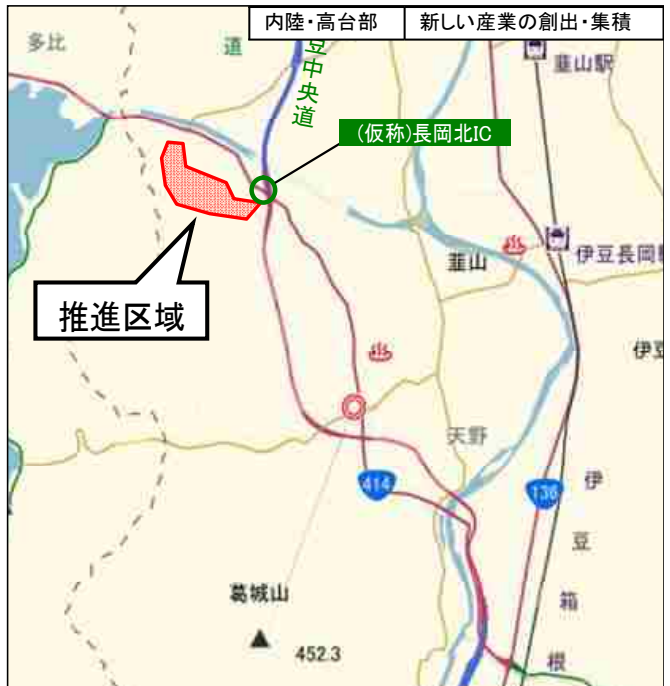 内陸・高台部
新しい産業の創出・集積
多比
道
豆中央道
韮山駅
(仮称)長岡北IC
韮山
伊豆長岡駅
推進区域
伊豆
天野
414
136
伊豆箱根
葛城山
452.3